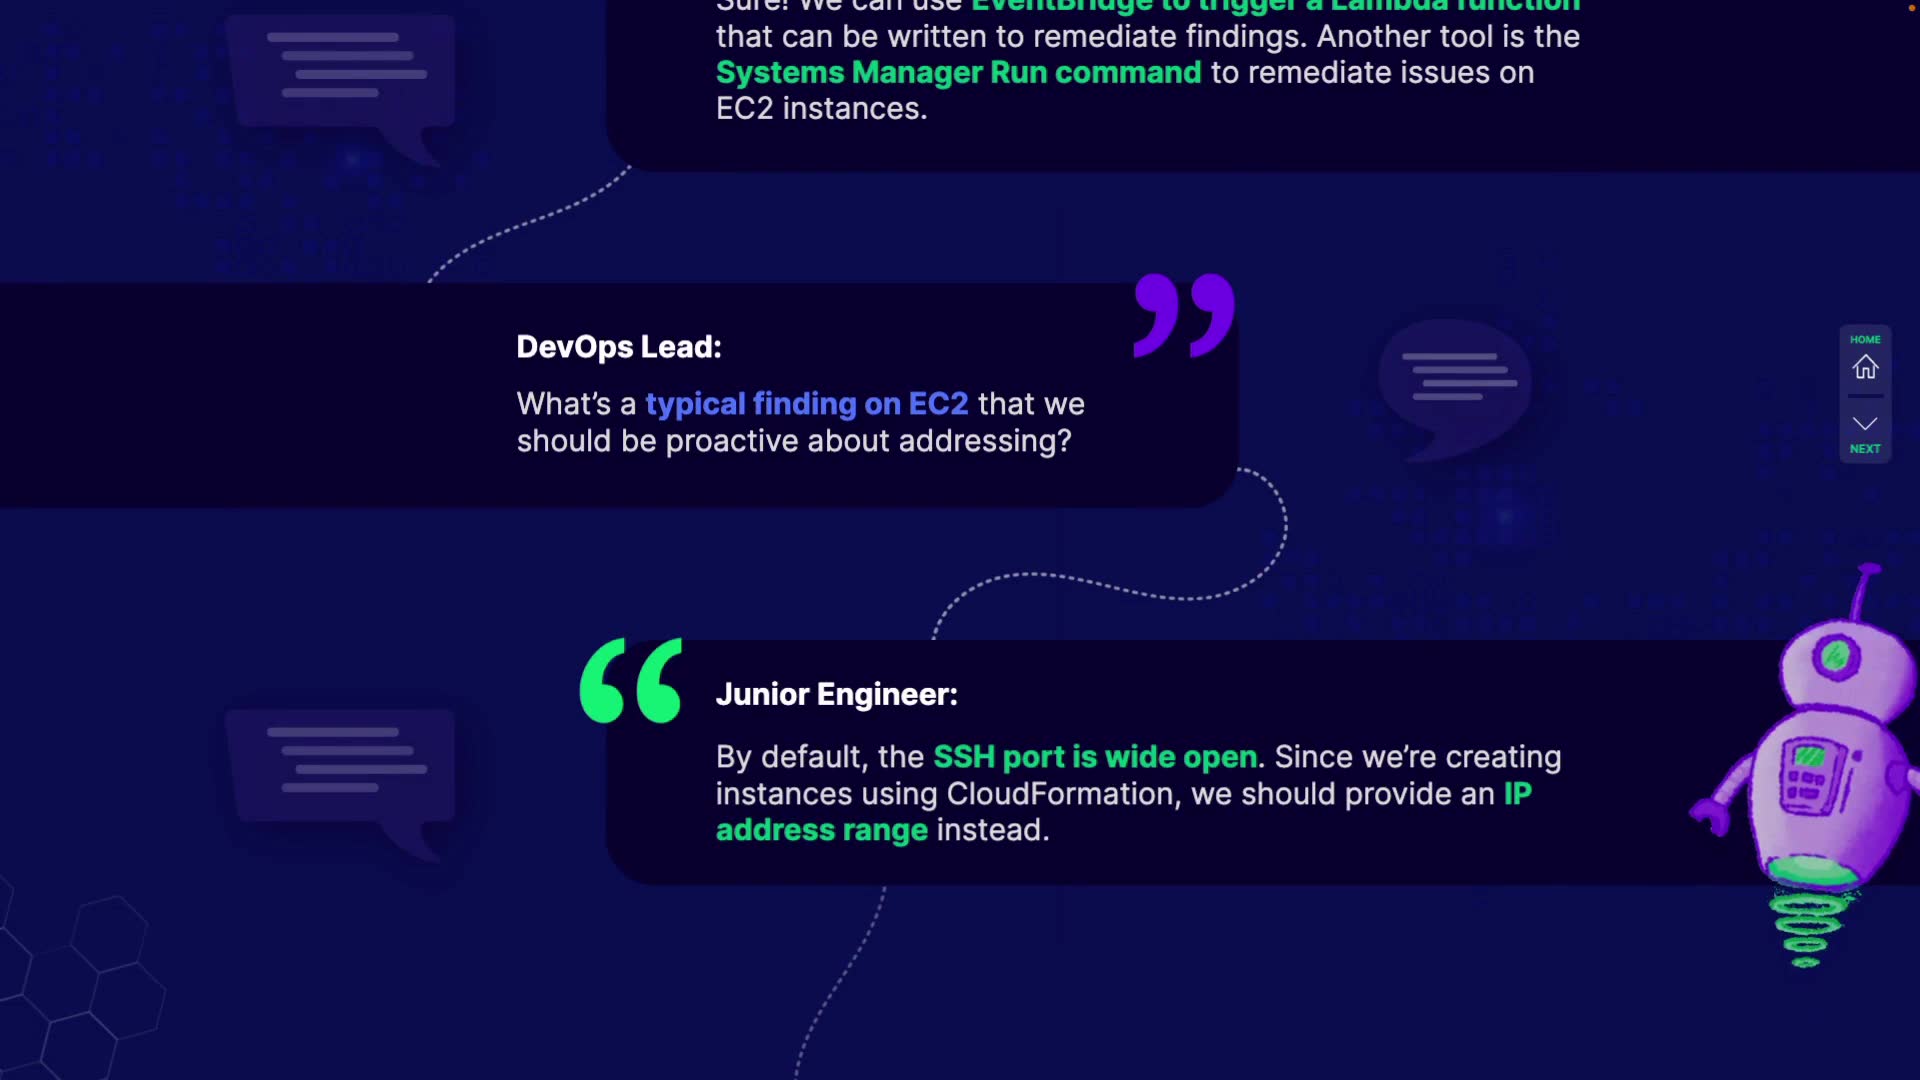 Sure! We can use EventBridge to trigger a Lambda function
that can be written to remediate findings. Another tool is the
Systems Manager Run command to remediate issues on
EC2 instances.
DevOps Lead:
What’s a typical finding on EC2 that we
should be proactive about addressing?
HOME
NEXT
Junior Engineer:
By default, the SSH port is wide open. Since we’re creating
instances using CloudFormation, we should provide an IP
address range instead.